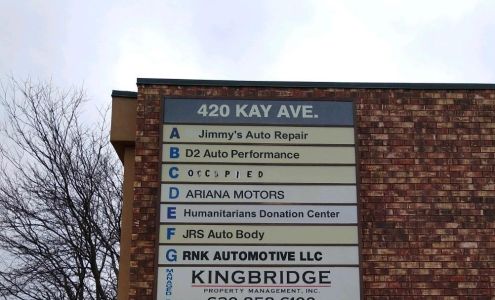 420 KAY AVE.
A Jimmy's Auto Repair
B D2 Auto Performance
C OCCUPIED
D ARIANA MOTORS
E Humanitarians Donation Center
F JRS Auto Body
G RNK AUTOMOTIVE LLC
MANAGED
KINGBRIDGE
PROPERTY MANAGEMENT, INC.